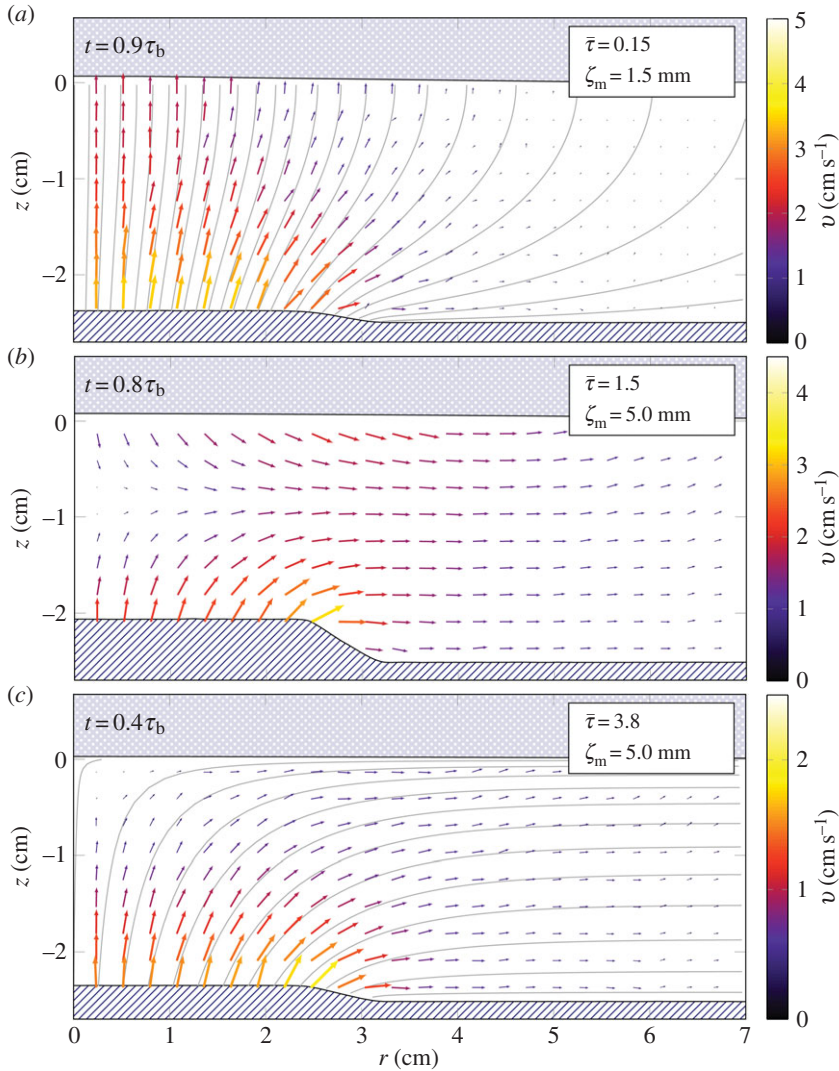 (a)
t = 0.9τb
τ̄ = 0.15
ζm = 1.5 mm
0
−1
−2
z (cm)
5
4
3
2
1
0
υ (cm s−1)
(b)
t = 0.8τb
τ̄ = 1.5
ζm = 5.0 mm
0
−1
−2
z (cm)
4
3
2
1
0
υ (cm s−1)
(c)
t = 0.4τb
τ̄ = 3.8
ζm = 5.0 mm
0
−1
−2
z (cm)
2
1
0
υ (cm s−1)
0 1 2 3 4 5 6 7
r (cm)